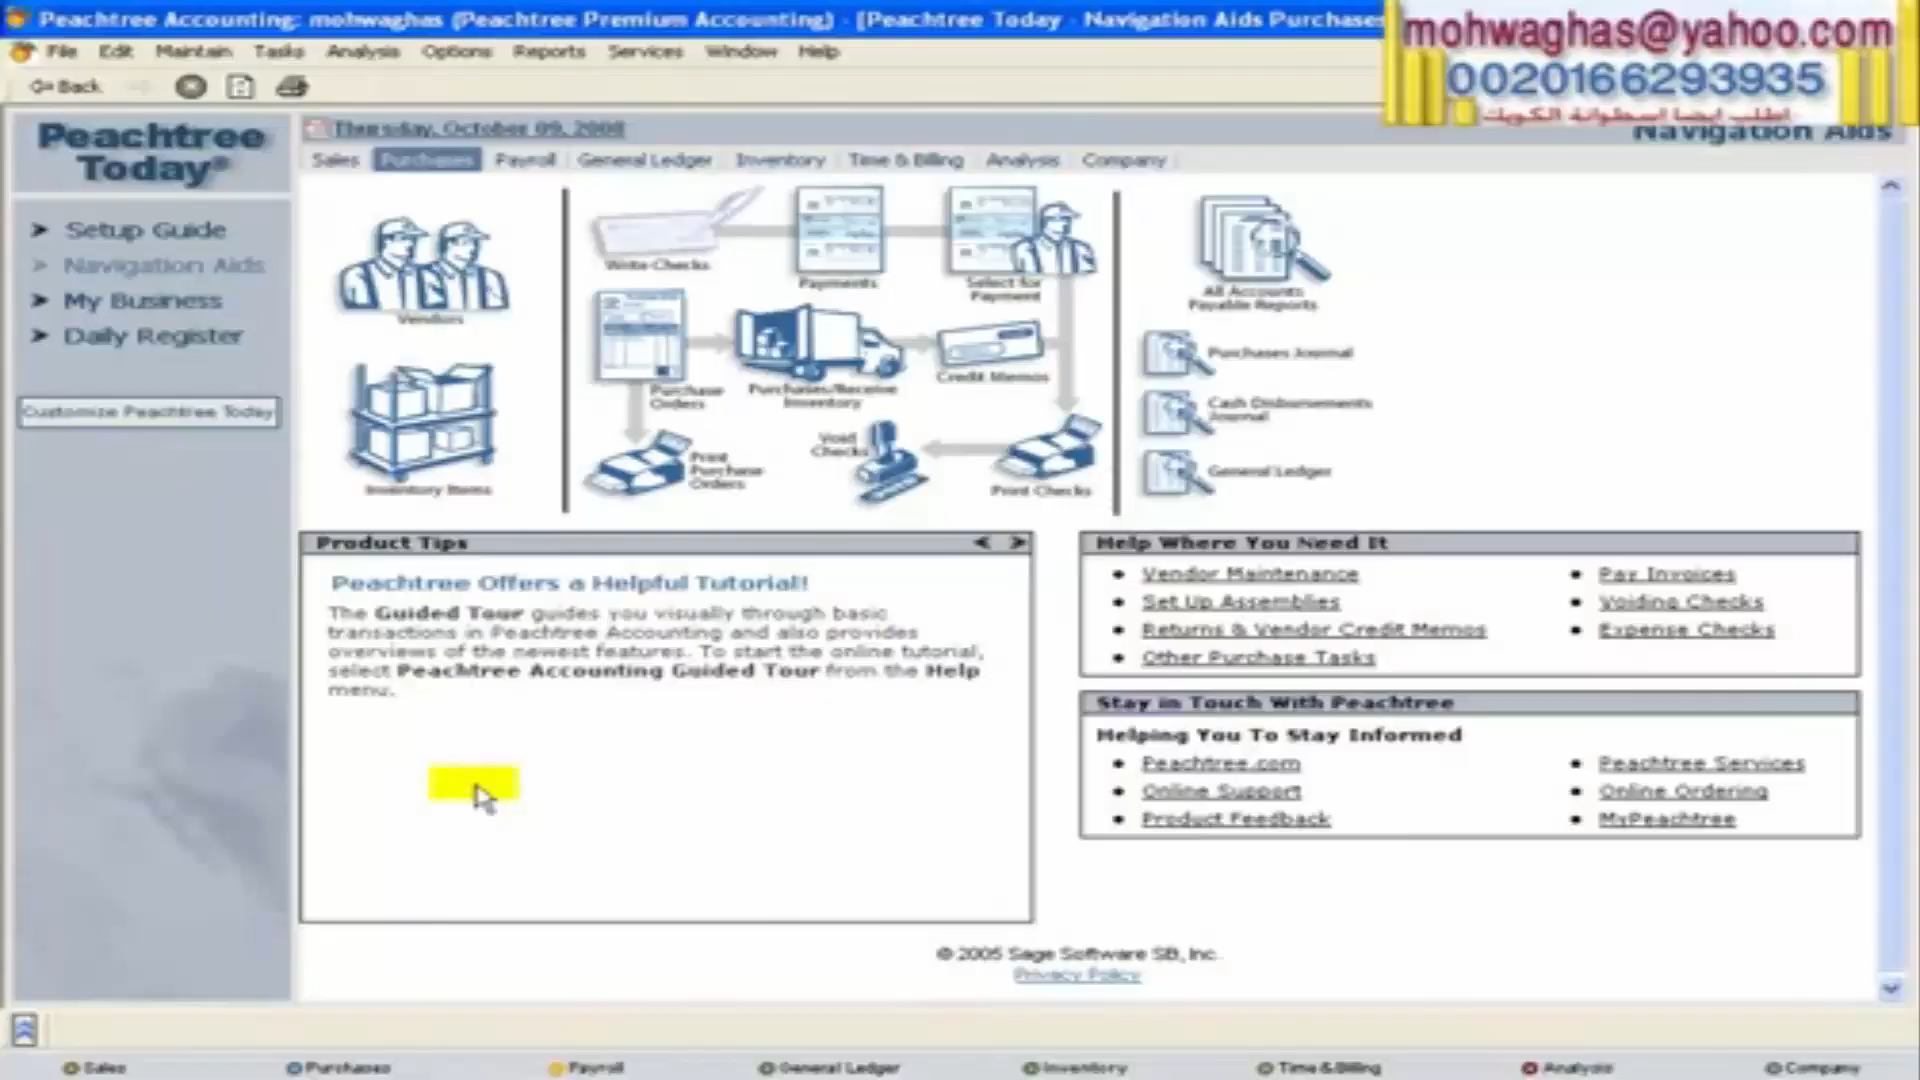 Peachtree Accounting: mohwaghas (Peachtree Premium Accounting) - [Peachtree Today - Navigation Aids Purchases
mohwaghas@yahoo.com
0020166293935
اطلب ايضا اسطوانة الكويك
File Edit Maintain Tasks Analysis Options Reports Services Window Help
Back
Peachtree
Today
Thursday, October 09, 2008
Navigation Aids
Sales Purchases Payroll General Ledger Inventory Time & Billing Analysis Company
Setup Guide
Navigation Aids
My Business
Daily Register
Customize Peachtree Today
Vendors
Inventory Items
Write Checks
Payments
Select for
Payment
Purchase
Orders
Purchases/Receive
Inventory
Credit Memos
Print
Purchase
Orders
Void
Checks
Print Checks
All Accounts
Payable Reports
Purchases Journal
Cash Disbursements
Journal
General Ledger
Product Tips
Peachtree Offers a Helpful Tutorial!
The Guided Tour guides you visually through basic
transactions in Peachtree Accounting and also provides
overviews of the newest features. To start the online tutorial,
select Peachtree Accounting Guided Tour from the Help
menu.
Help Where You Need It
Vendor Maintenance
Set Up Assemblies
Returns & Vendor Credit Memos
Other Purchase Tasks
Pay Invoices
Voiding Checks
Expense Checks
Stay in Touch With Peachtree
Helping You To Stay Informed
Peachtree.com
Online Support
Product Feedback
Peachtree Services
Online Ordering
MyPeachtree
© 2005 Sage Software SB, Inc.
Privacy Policy
Sales Purchases Payroll General Ledger Inventory Time & Billing Analysis Company